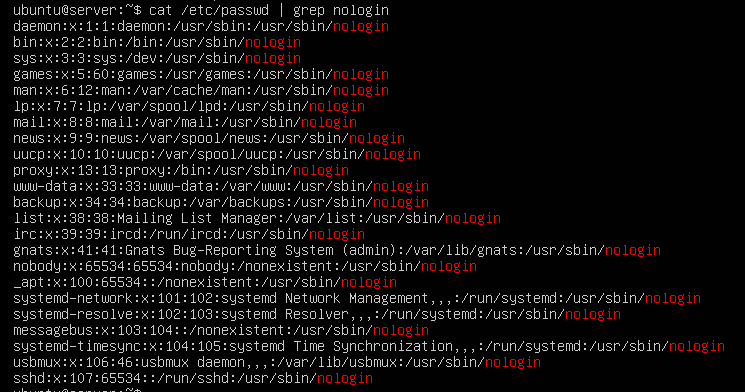 ubuntu@server:~$ cat /etc/passwd | grep nologin
daemon:x:1:1:daemon:/usr/sbin:/usr/sbin/nologin
bin:x:2:2:bin:/bin:/usr/sbin/nologin
sys:x:3:3:sys:/dev:/usr/sbin/nologin
games:x:5:60:games:/usr/games:/usr/sbin/nologin
man:x:6:12:man:/var/cache/man:/usr/sbin/nologin
lp:x:7:7:lp:/var/spool/lpd:/usr/sbin/nologin
mail:x:8:8:mail:/var/mail:/usr/sbin/nologin
news:x:9:9:news:/var/spool/news:/usr/sbin/nologin
uucp:x:10:10:uucp:/var/spool/uucp:/usr/sbin/nologin
proxy:x:13:13:proxy:/bin:/usr/sbin/nologin
www-data:x:33:33:www-data:/var/www:/usr/sbin/nologin
backup:x:34:34:backup:/var/backups:/usr/sbin/nologin
list:x:38:38:Mailing List Manager:/var/list:/usr/sbin/nologin
irc:x:39:39:ircd:/run/ircd:/usr/sbin/nologin
gnats:x:41:41:Gnats Bug-Reporting System (admin):/var/lib/gnats:/usr/sbin/nologin
nobody:x:65534:65534:nobody:/nonexistent:/usr/sbin/nologin
_apt:x:100:65534::/nonexistent:/usr/sbin/nologin
systemd-network:x:101:102:systemd Network Management,,,:/run/systemd:/usr/sbin/nologin
systemd-resolve:x:102:103:systemd Resolver,,,:/run/systemd:/usr/sbin/nologin
messagebus:x:103:104::/nonexistent:/usr/sbin/nologin
systemd-timesync:x:104:105:systemd Time Synchronization,,,:/run/systemd:/usr/sbin/nologin
usbmux:x:106:46:usbmux daemon,,,:/var/lib/usbmux:/usr/sbin/nologin
sshd:x:107:65534::/run/sshd:/usr/sbin/nologin
ubuntu@server:~$